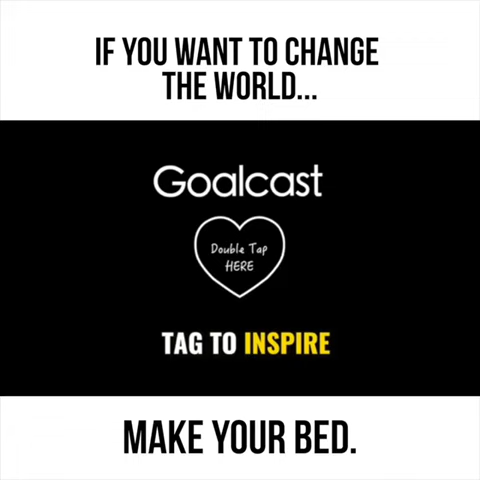 IF YOU WANT TO CHANGE
THE WORLD...
Goalcast
Double Tap
HERE
TAG TO INSPIRE
MAKE YOUR BED.